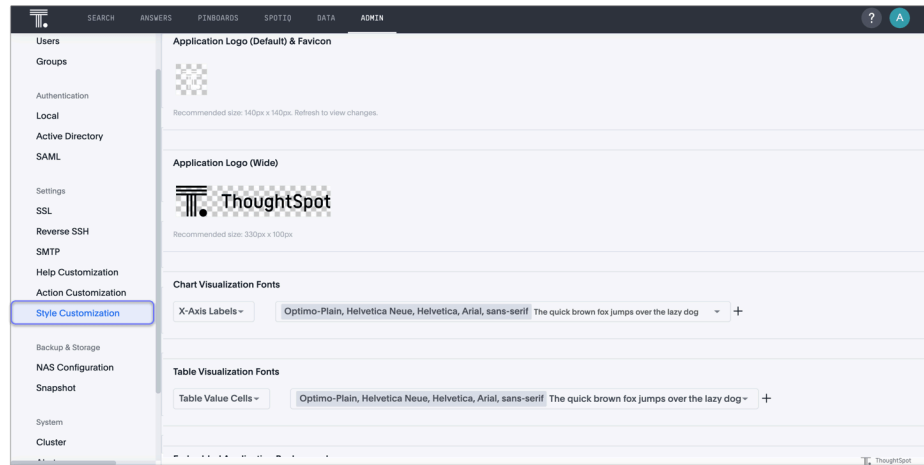 SEARCH ANSWERS PINBOARDS SPOTIQ DATA ADMIN ? A
Users
Groups
Authentication
Local
Active Directory
SAML
Settings
SSL
Reverse SSH
SMTP
Help Customization
Action Customization
Style Customization
Backup & Storage
NAS Configuration
Snapshot
System
Cluster
Application Logo (Default) & Favicon
Recommended size: 140px x 140px. Refresh to view changes.
Application Logo (Wide)
ThoughtSpot
Recommended size: 330px x 100px
Chart Visualization Fonts
X-Axis Labels Optimo-Plain, Helvetica Neue, Helvetica, Arial, sans-serif The quick brown fox jumps over the lazy dog +
Table Visualization Fonts
Table Value Cells Optimo-Plain, Helvetica Neue, Helvetica, Arial, sans-serif The quick brown fox jumps over the lazy dog +
ThoughtSpot